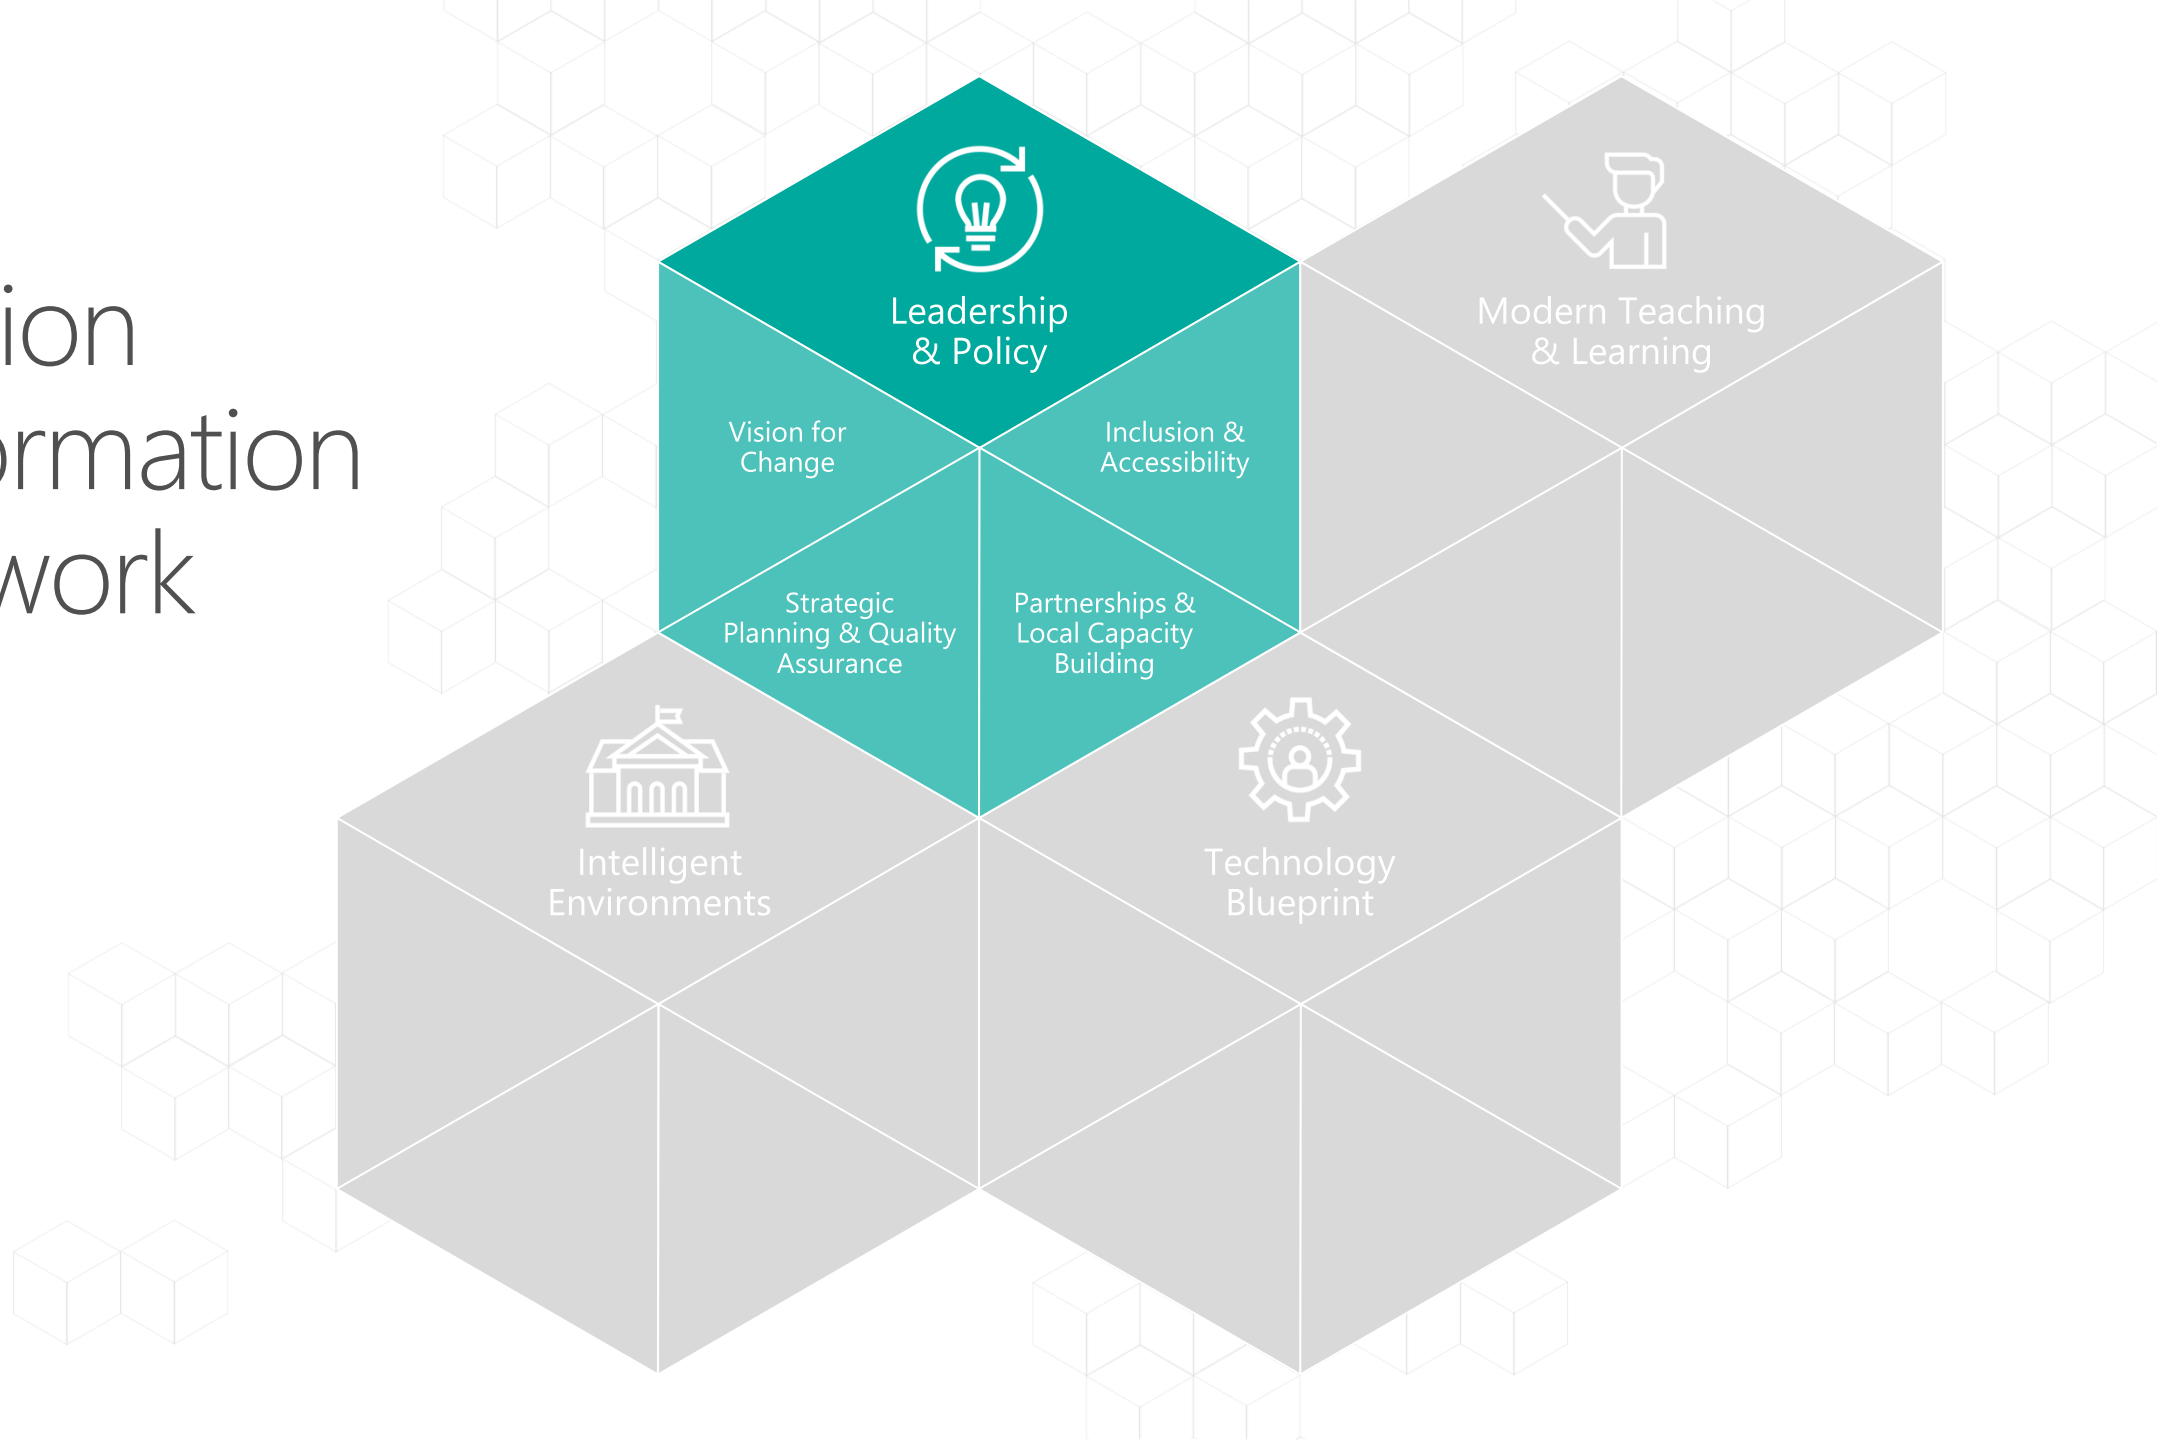 ion
ormation
work
Leadership
& Policy
Modern Teaching
& Learning
Vision for
Change
Inclusion &
Accessibility
Strategic
Planning & Quality
Assurance
Partnerships &
Local Capacity
Building
Intelligent
Environments
Technology
Blueprint